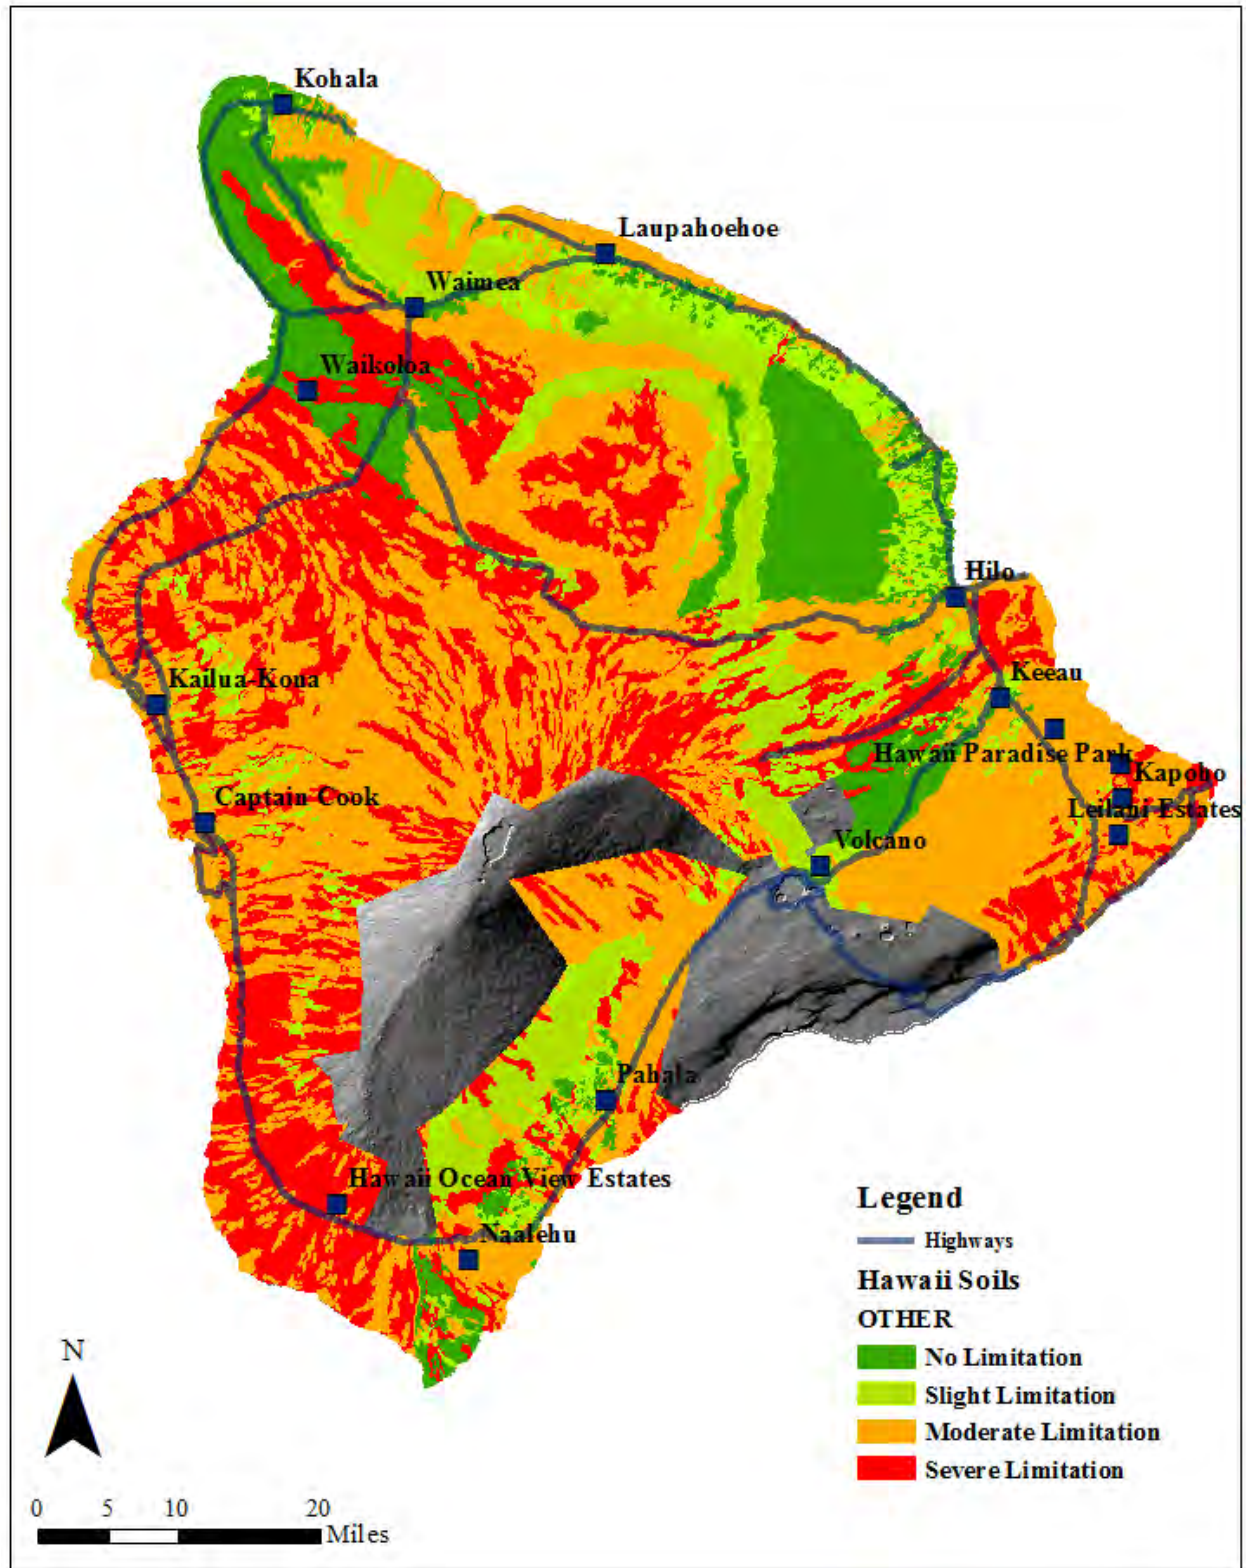 Kohala
Laupahoehoe
Waimea
Waikoloa
Hilo
Kailua-Kona
Keeau
Hawaii Paradise Park
Kapoho
Captain Cook
Leilani Estates
Volcano
Pahala
Hawaii Ocean View Estates
Naalehu
Legend
Highways
Hawaii Soils
OTHER
No Limitation
Slight Limitation
Moderate Limitation
Severe Limitation
N
0 5 10 20
Miles